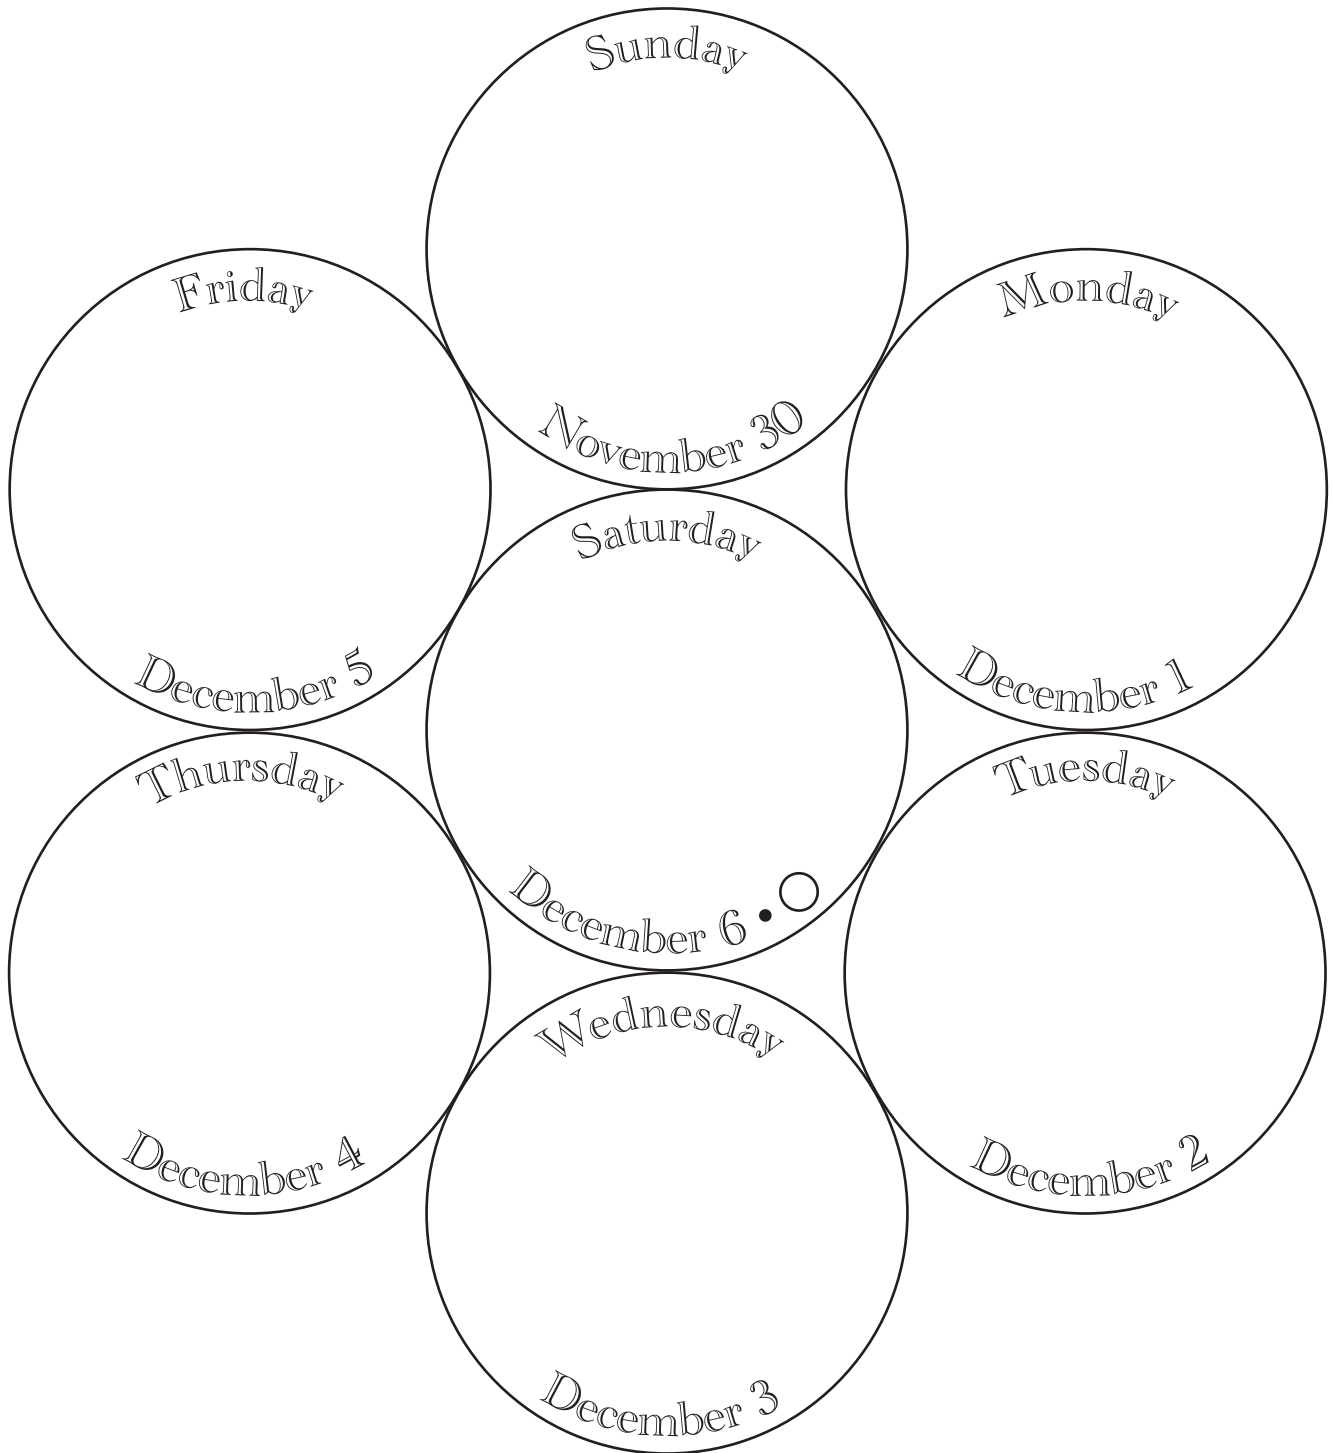 Sunday
November 30
Monday
December 1
Tuesday
December 2
Wednesday
December 3
Thursday
December 4
Friday
December 5
Saturday
December 6 •